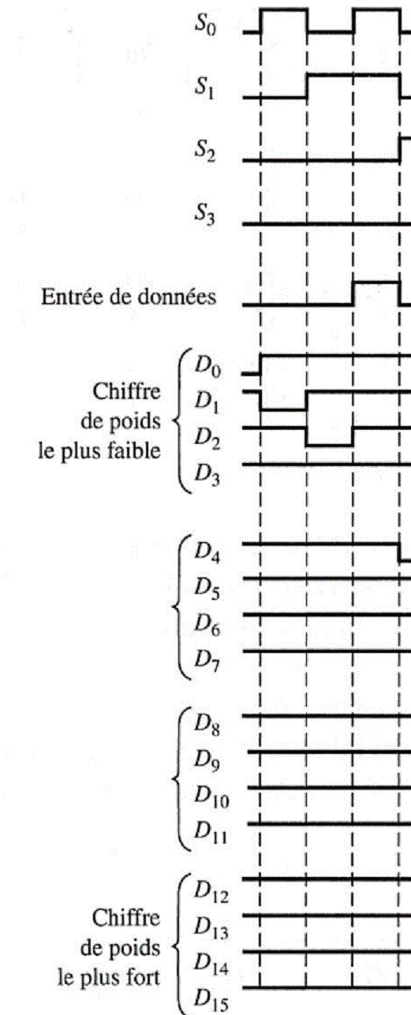 S₀
S₁
S₂
S₃
Entrée de données
D₀
Chiffre
de poids
le plus faible
D₁
D₂
D₃
D₄
D₅
D₆
D₇
D₈
D₉
D₁₀
D₁₁
D₁₂
Chiffre
de poids
le plus fort
D₁₃
D₁₄
D₁₅